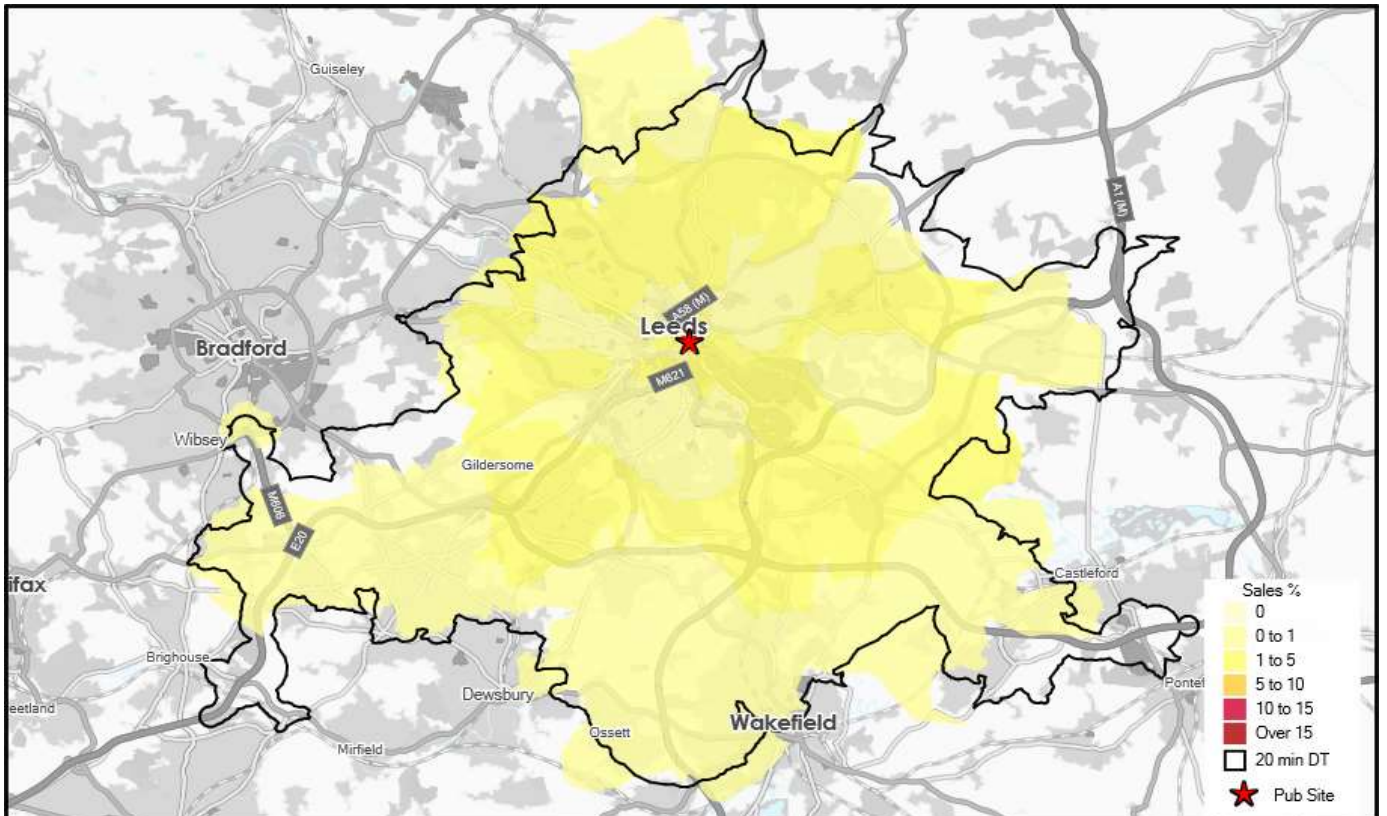 Guiseley
A1 (M)
A58 (M)
Leeds
Bradford
M621
Wibsey
Gildersome
M606
E20
Castleford
ifax
Brighouse
Dewsbury
Pontef
eetland
Ossett
Wakefield
Mirfield
Sales %
0
0 to 1
1 to 5
5 to 10
10 to 15
Over 15
20 min DT
Pub Site